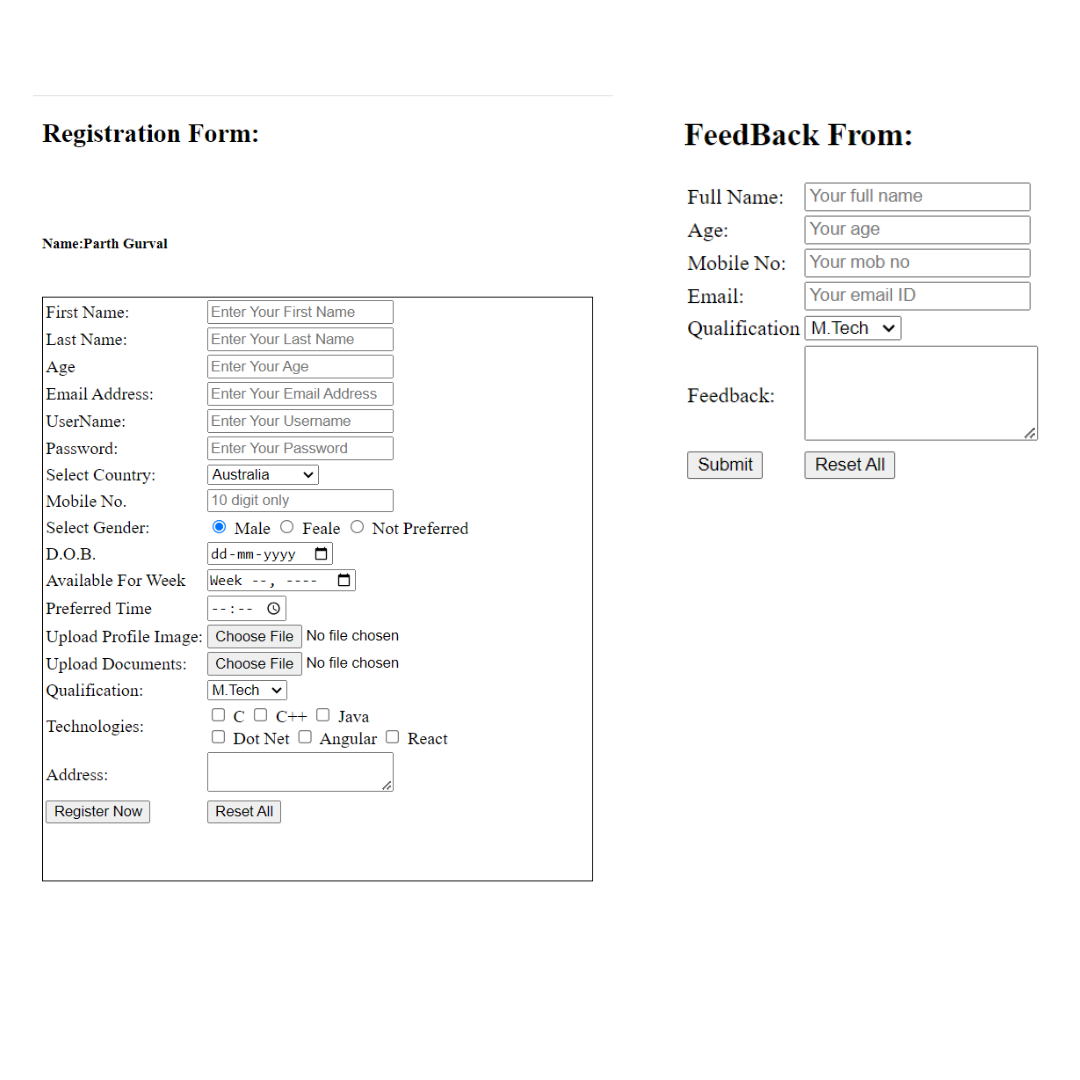 Registration Form:
Name:Parth Gurval
First Name: Enter Your First Name
Last Name: Enter Your Last Name
Age Enter Your Age
Email Address: Enter Your Email Address
UserName: Enter Your Username
Password: Enter Your Password
Select Country: Australia
Mobile No. 10 digit only
Select Gender: Male Feale Not Preferred
D.O.B. dd-mm-yyyy
Available For Week Week --, ----
Preferred Time --:--
Upload Profile Image: Choose File No file chosen
Upload Documents: Choose File No file chosen
Qualification: M.Tech
Technologies: C C++ Java
Dot Net Angular React
Address:
Register Now Reset All
FeedBack From:
Full Name: Your full name
Age: Your age
Mobile No: Your mob no
Email: Your email ID
Qualification M.Tech
Feedback:
Submit Reset All